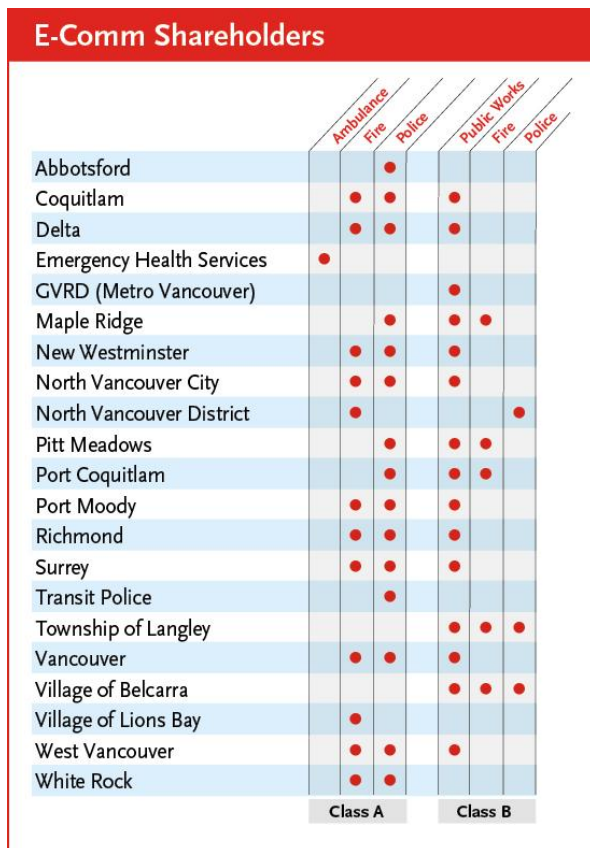 E-Comm Shareholders
Ambulance
Fire
Police
Public Works
Fire
Police
Abbotsford
Coquitlam
Delta
Emergency Health Services
GVRD (Metro Vancouver)
Maple Ridge
New Westminster
North Vancouver City
North Vancouver District
Pitt Meadows
Port Coquitlam
Port Moody
Richmond
Surrey
Transit Police
Township of Langley
Vancouver
Village of Belcarra
Village of Lions Bay
West Vancouver
White Rock
Class A
Class B